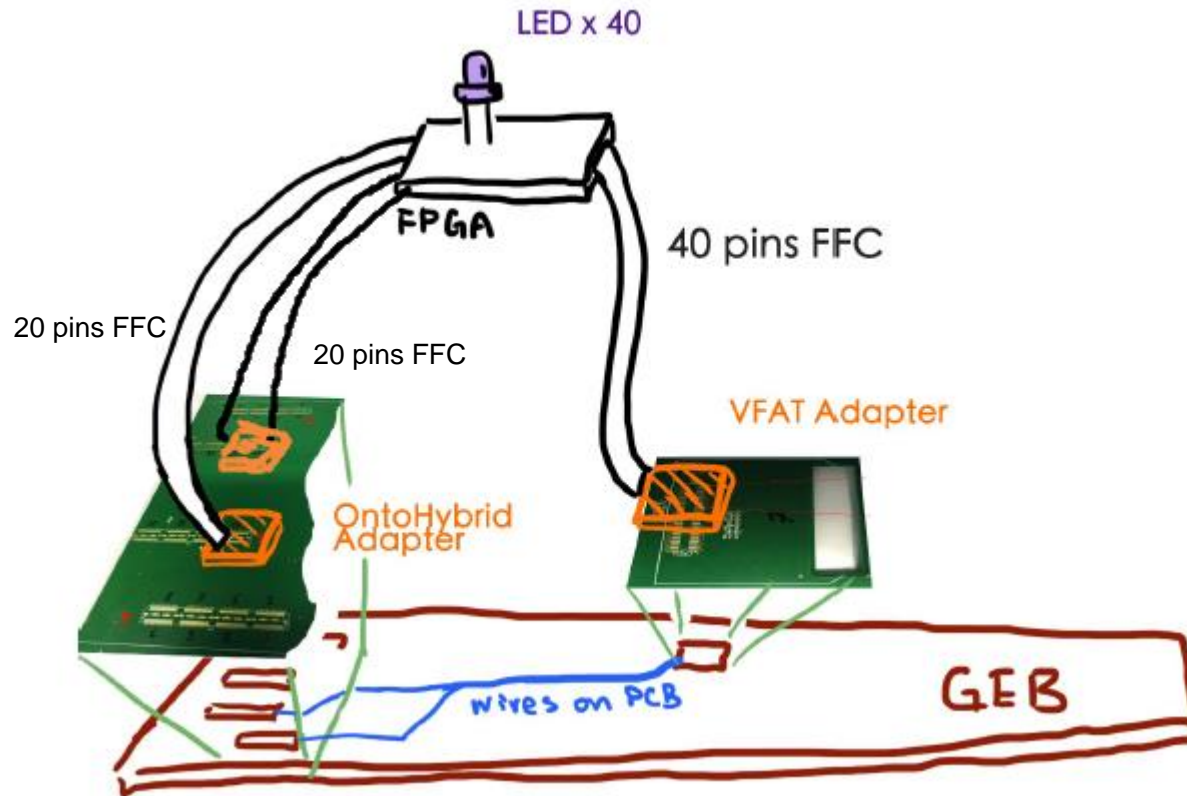 LED x 40
FPGA
40 pins FFC
20 pins FFC
20 pins FFC
VFAT Adapter
OntoHybrid
Adapter
wires on PCB
GEB